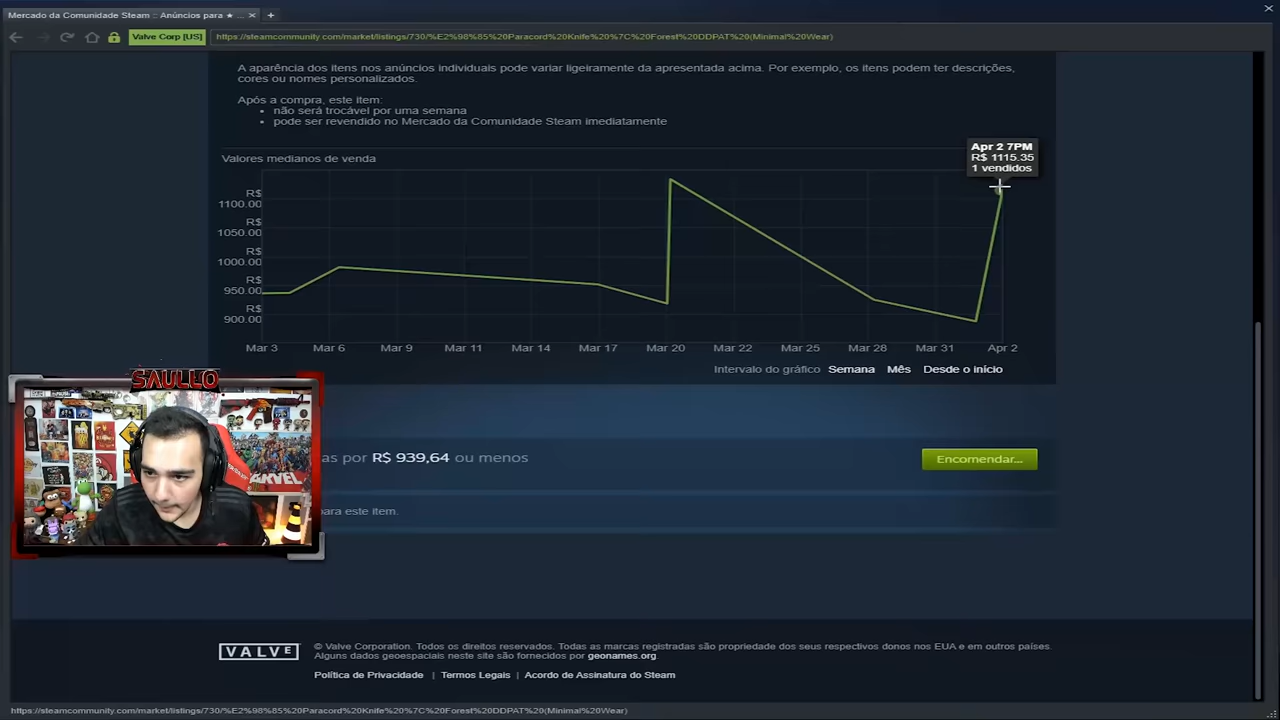 Mercado da Comunidade Steam :: Anúncios para ★ ...
Valve Corp [US]
https://steamcommunity.com/market/listings/730/%E2%98%85%20Paracord%20Knife%20%7C%20Forest%20DDPAT%20(Minimal%20Wear)
A aparência dos itens nos anúncios individuais pode variar ligeiramente da apresentada acima. Por exemplo, os itens podem ter descrições,
cores ou nomes personalizados.
Após a compra, este item:
• não será trocável por uma semana
• pode ser revendido no Mercado da Comunidade Steam imediatamente
Valores medianos de venda
Apr 2 7PM
R$ 1115.35
1 vendidos
R$
1100.00
R$
1050.00
R$
1000.00
R$
950.00
R$
900.00
Mar 3 Mar 6 Mar 9 Mar 11 Mar 14 Mar 17 Mar 20 Mar 22 Mar 25 Mar 28 Mar 31 Apr 2
Intervalo do gráfico Semana Mês Desde o início
SAULLO
as por R$ 939,64 ou menos
Encomendar...
para este item.
MARVEL
VALVE
© Valve Corporation. Todos os direitos reservados. Todas as marcas registradas são propriedade dos seus respectivos donos nos EUA e em outros países.
Alguns dados geoespaciais neste site são fornecidos por geonames.org
Política de Privacidade | Termos Legais | Acordo de Assinatura do Steam
https://steamcommunity.com/market/listings/730/%E2%98%85%20Paracord%20Knife%20%7C%20Forest%20DDPAT%20(Minimal%20Wear)